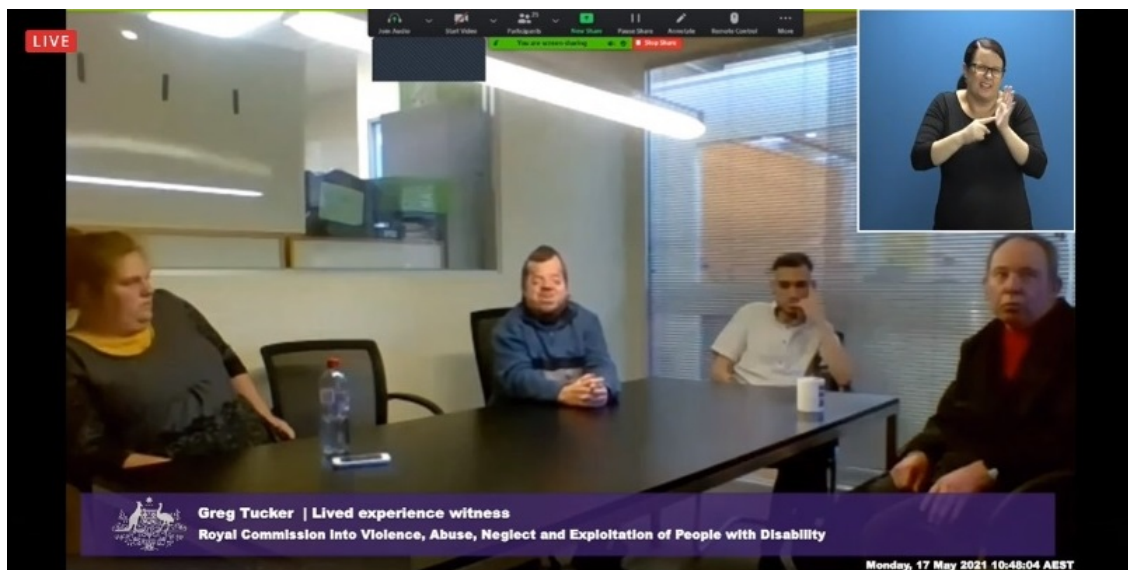 LIVE
Join Audio
Start Video
Participants
New Share
Pause Share
Annotate
Remote Control
More
You are screen sharing
Stop Share
Greg Tucker | Lived experience witness
Royal Commission into Violence, Abuse, Neglect and Exploitation of People with Disability
Monday, 17 May 2021 10:48:04 AEST